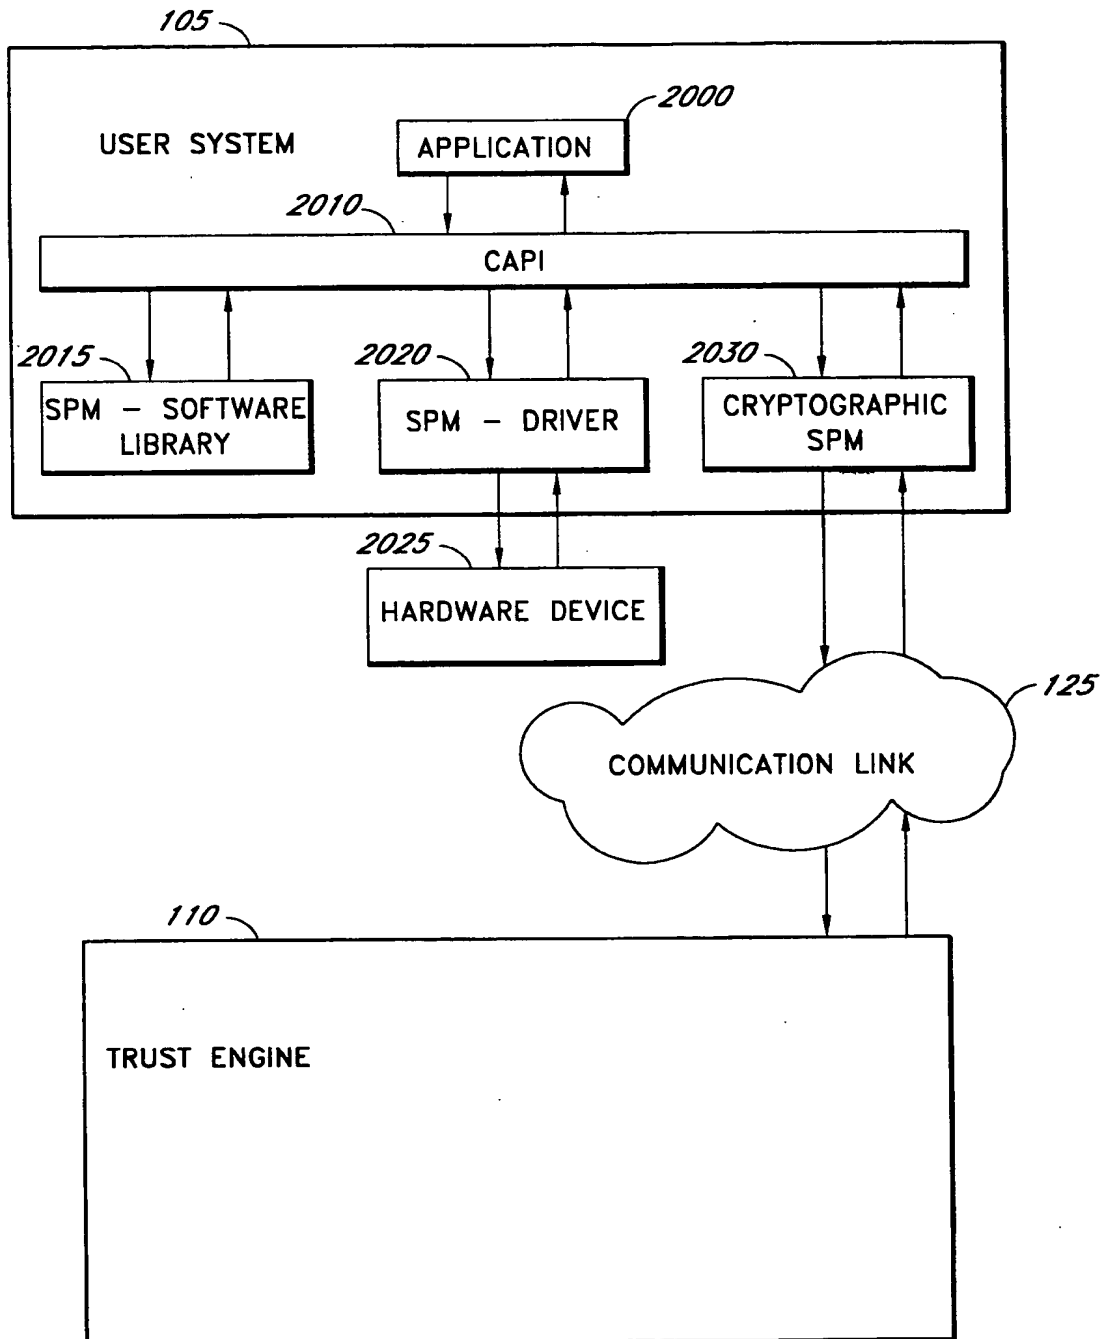 105
2000
USER SYSTEM
APPLICATION
2010
CAPI
2015
2020
2030
SPM – SOFTWARE
LIBRARY
SPM – DRIVER
CRYPTOGRAPHIC
SPM
2025
HARDWARE DEVICE
125
COMMUNICATION LINK
110
TRUST ENGINE